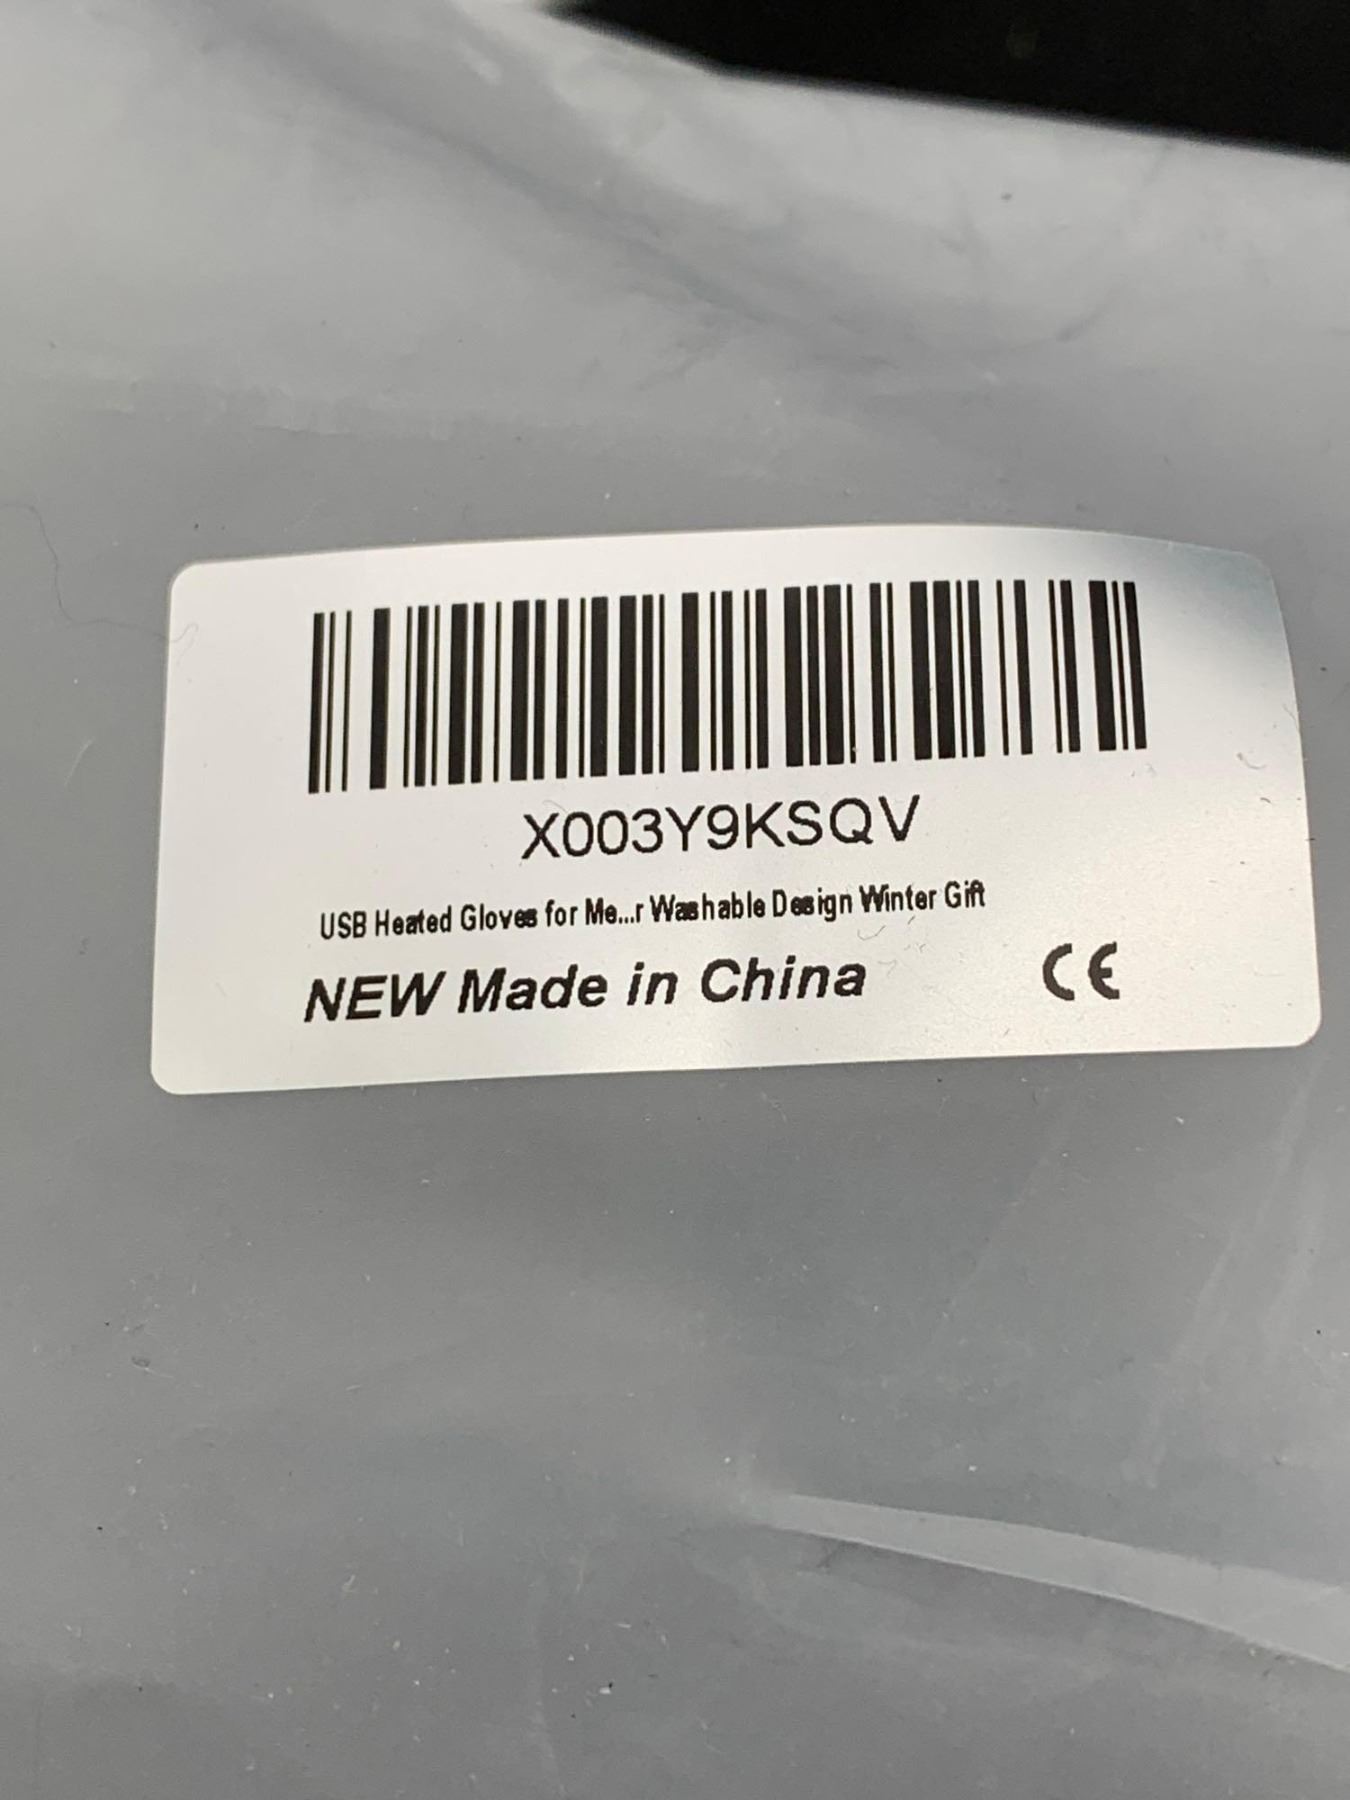 X003Y9KSQV
USB Heated Gloves for Me...r Washable Design Winter Gift
NEW Made in China CE